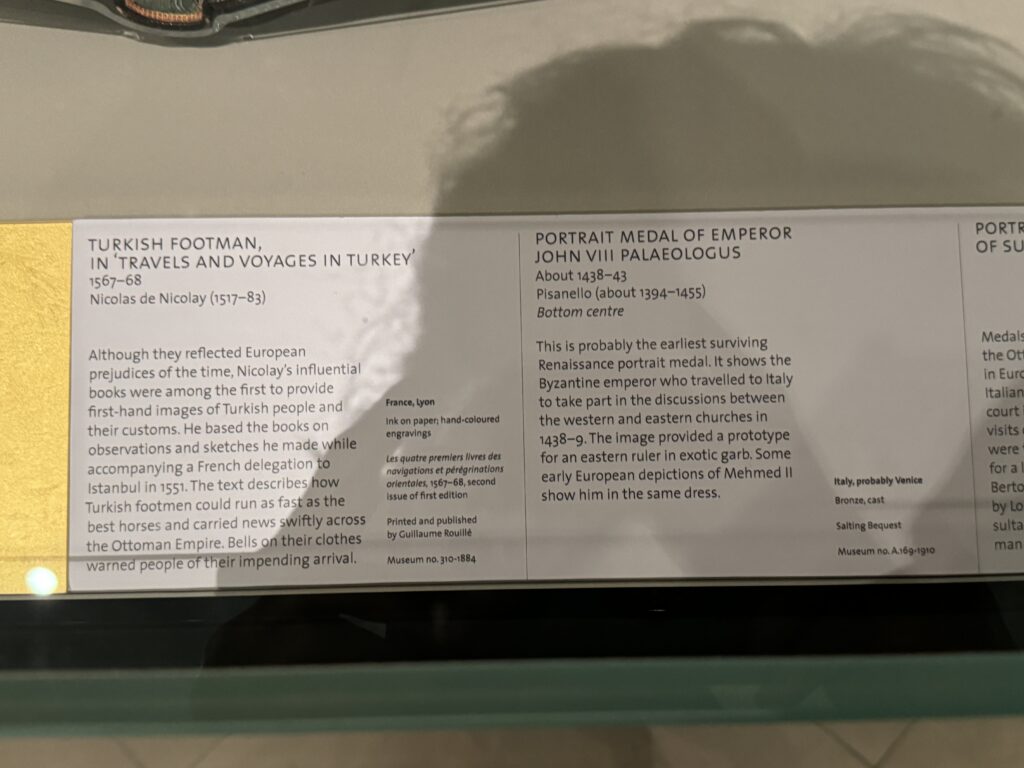 TURKISH FOOTMAN,
IN ‘TRAVELS AND VOYAGES IN TURKEY’
1567–68
Nicolas de Nicolay (1517–83)
Although they reflected European
prejudices of the time, Nicolay’s influential
books were among the first to provide
first-hand images of Turkish people and
their customs. He based the books on
observations and sketches he made while
accompanying a French delegation to
Istanbul in 1551. The text describes how
Turkish footmen could run as fast as the
best horses and carried news swiftly across
the Ottoman Empire. Bells on their clothes
warned people of their impending arrival.
France, Lyon
Ink on paper; hand-coloured
engravings
Les quatre premiers livres des
navigations et pérégrinations
orientales, 1567–68, second
issue of first edition
Printed and published
by Guillaume Rouillé
Museum no. 310-1884
PORTRAIT MEDAL OF EMPEROR
JOHN VIII PALAEOLOGUS
About 1438–43
Pisanello (about 1394–1455)
Bottom centre
This is probably the earliest surviving
Renaissance portrait medal. It shows the
Byzantine emperor who travelled to Italy
to take part in the discussions between
the western and eastern churches in
1438–9. The image provided a prototype
for an eastern ruler in exotic garb. Some
early European depictions of Mehmed II
show him in the same dress.
Italy, probably Venice
Bronze, cast
Salting Bequest
Museum no. A.169-1910
PORTR
OF SU
Medals
the Ott
in Euro
Italian
court
visits
were
for a
Berto
by Lo
sulta
man